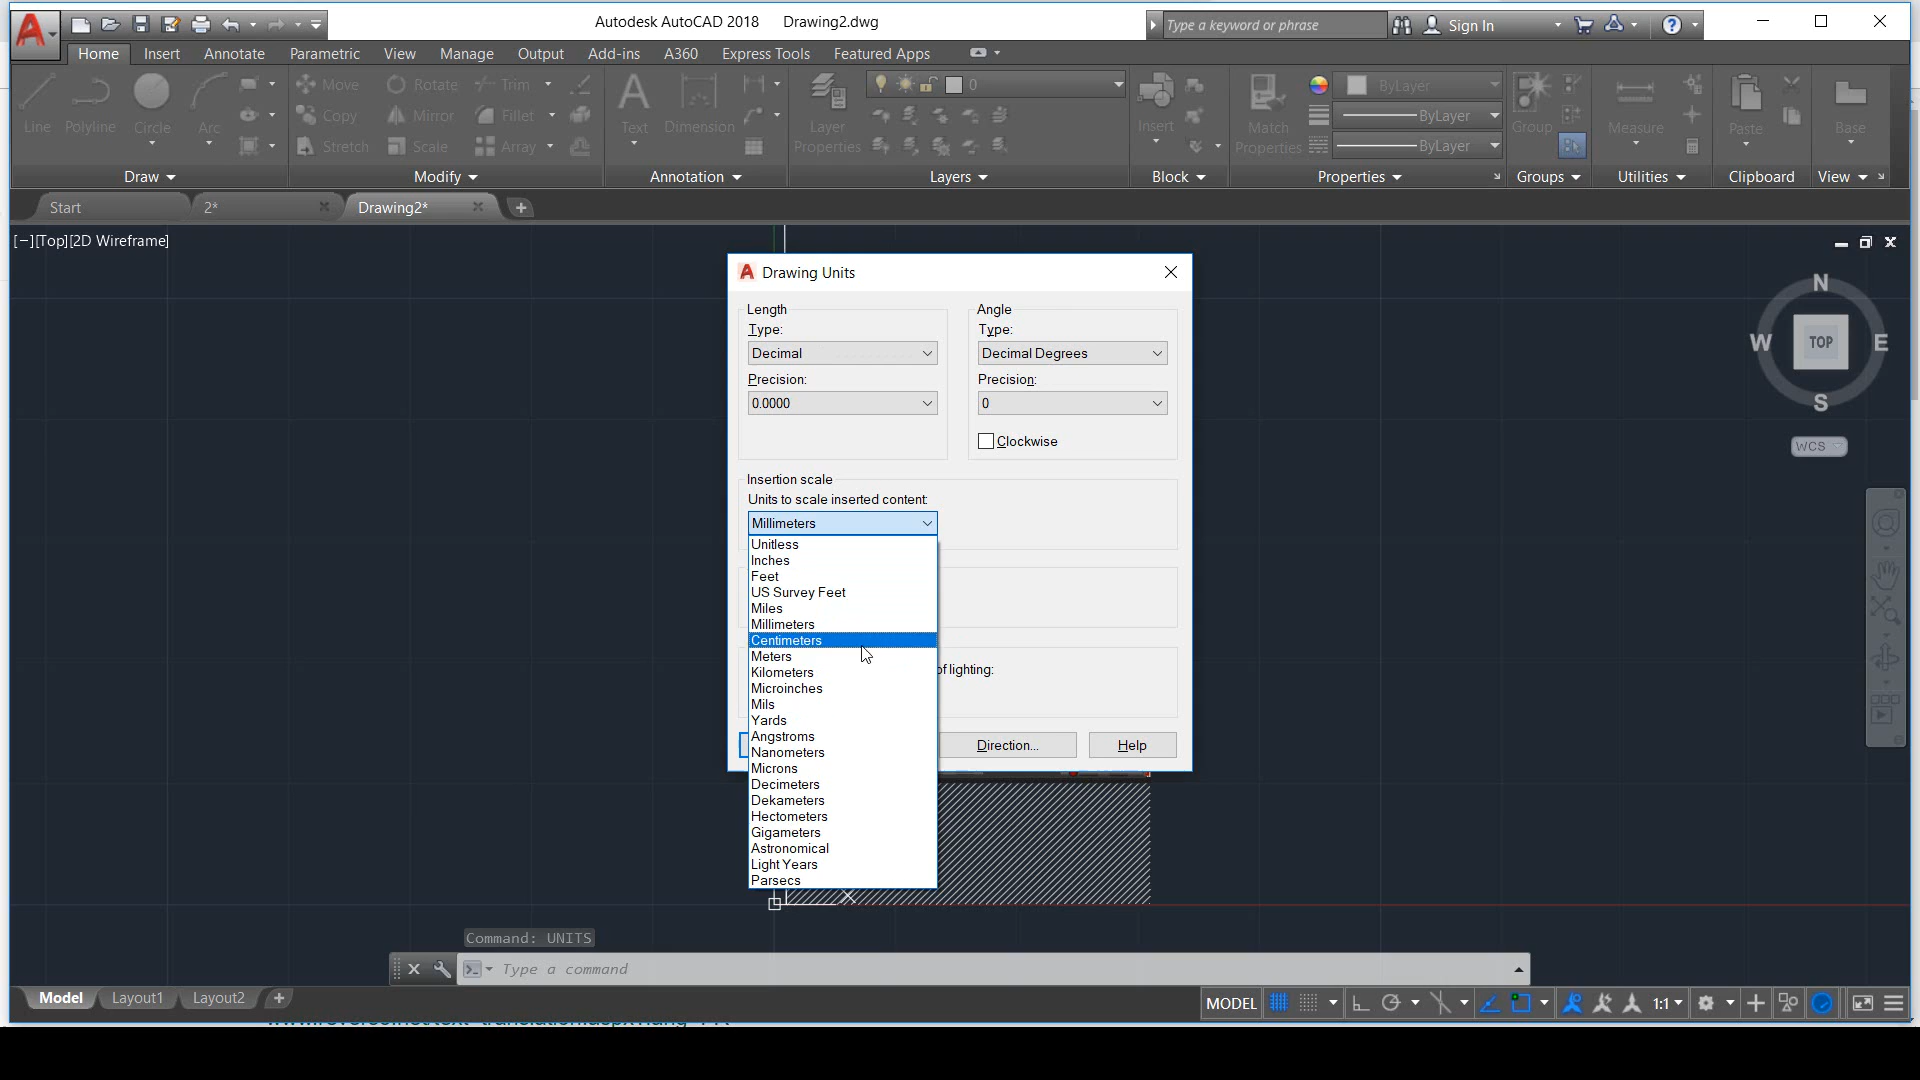 Autodesk AutoCAD 2018 Drawing2.dwg
Type a keyword or phrase
Sign In
Home Insert Annotate Parametric View Manage Output Add-ins A360 Express Tools Featured Apps
Line Polyline Circle Arc
Move Rotate Trim
Copy Mirror Fillet
Stretch Scale Array
Text Dimension
Layer Properties
0
Insert
Match Properties
ByLayer
ByLayer
ByLayer
Group
Measure
Paste
Base
Draw Modify Annotation Layers Block Properties Groups Utilities Clipboard View
Start 2* Drawing2*
[−][Top][2D Wireframe]
N
W TOP E
S
WCS
Drawing Units
Length
Type:
Decimal
Precision:
0.0000
Angle
Type:
Decimal Degrees
Precision:
0
Clockwise
Insertion scale
Units to scale inserted content:
Millimeters
Unitless
Inches
Feet
US Survey Feet
Miles
Millimeters
Centimeters
Meters
Kilometers
Microinches
Mils
Yards
Angstroms
Nanometers
Microns
Decimeters
Dekameters
Hectometers
Gigameters
Astronomical
Light Years
Parsecs
of lighting:
Direction... Help
Command: UNITS
Type a command
Model Layout1 Layout2
MODEL 1:1